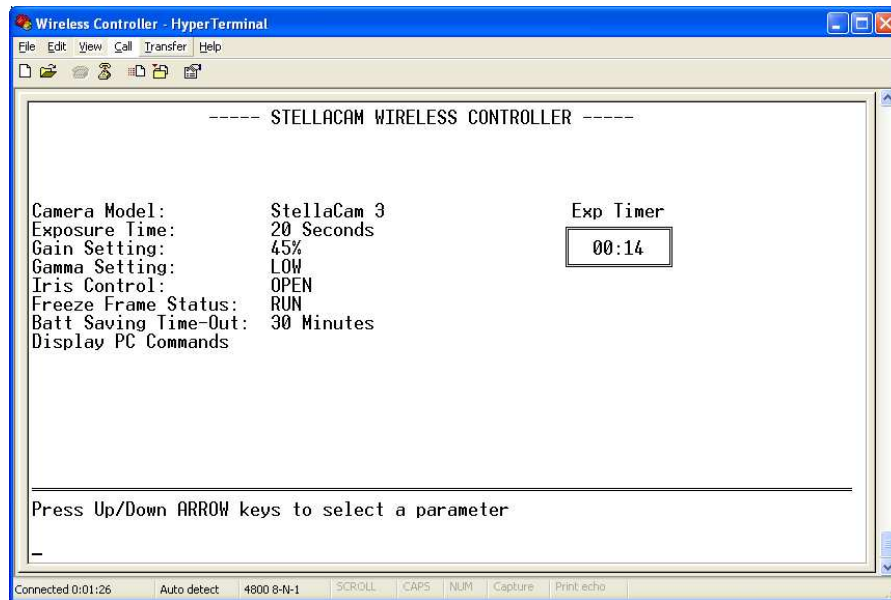 Wireless Controller - HyperTerminal
File Edit View Call Transfer Help
----- STELLACAM WIRELESS CONTROLLER -----
Camera Model: StellaCam 3 Exp Timer
Exposure Time: 20 Seconds
Gain Setting: 45% 00:14
Gamma Setting: LOW
Iris Control: OPEN
Freeze Frame Status: RUN
Batt Saving Time-Out: 30 Minutes
Display PC Commands
Press Up/Down ARROW keys to select a parameter
_
Connected 0:01:26 Auto detect 4800 8-N-1 SCROLL CAPS NUM Capture Print echo